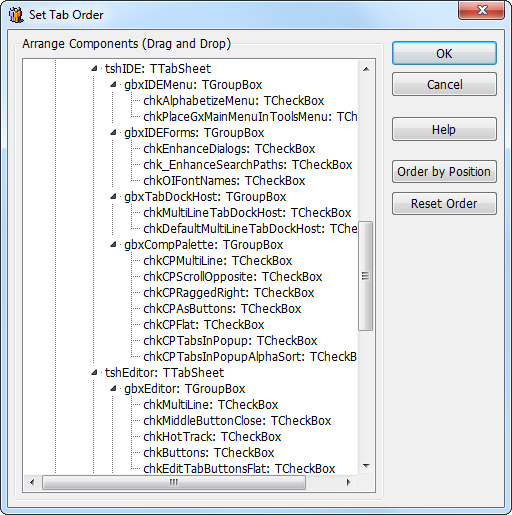 Set Tab Order
Arrange Components (Drag and Drop)
tshIDE: TTabSheet
gbxIDEMenu: TGroupBox
chkAlphabetizeMenu: TCheckBox
chkPlaceGxMainMenuInToolsMenu: TCh
gbxIDEForms: TGroupBox
chkEnhanceDialogs: TCheckBox
chk_EnhanceSearchPaths: TCheckBox
chkOIFontNames: TCheckBox
gbxTabDockHost: TGroupBox
chkMultiLineTabDockHost: TCheckBox
chkDefaultMultiLineTabDockHost: TChe
gbxCompPalette: TGroupBox
chkCPMultiLine: TCheckBox
chkCPScrollOpposite: TCheckBox
chkCPRaggedRight: TCheckBox
chkCPAsButtons: TCheckBox
chkCPFlat: TCheckBox
chkCPTabsInPopup: TCheckBox
chkCPTabsInPopupAlphaSort: TCheckB
tshEditor: TTabSheet
gbxEditor: TGroupBox
chkMultiLine: TCheckBox
chkMiddleButtonClose: TCheckBox
chkHotTrack: TCheckBox
chkButtons: TCheckBox
chkEditTabButtonsFlat: TCheckBox
OK
Cancel
Help
Order by Position
Reset Order